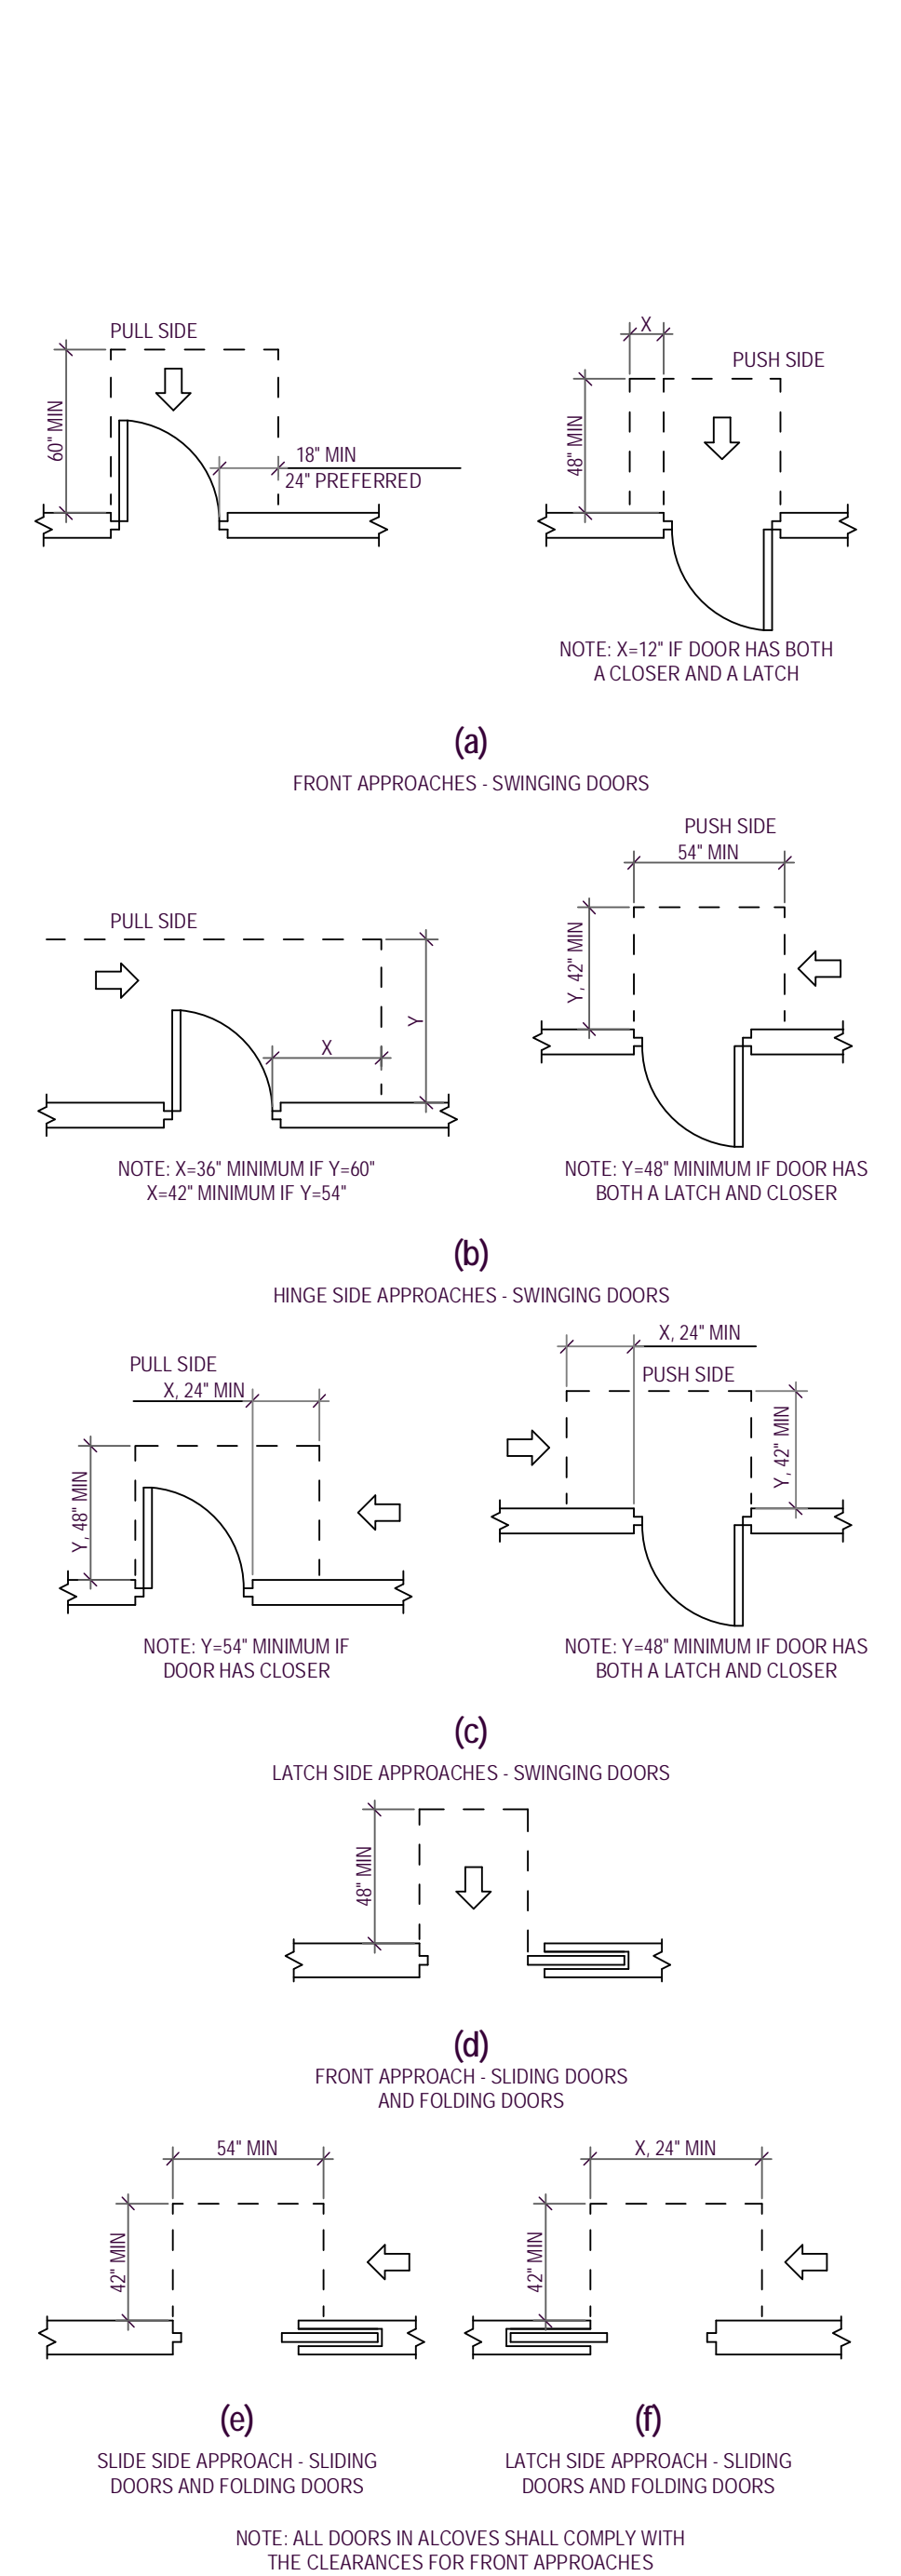 PULL SIDE
60" MIN
18" MIN
24" PREFERRED
X
PUSH SIDE
48" MIN
NOTE: X=12" IF DOOR HAS BOTH
A CLOSER AND A LATCH
(a)
FRONT APPROACHES - SWINGING DOORS
PULL SIDE
X
Y
NOTE: X=36" MINIMUM IF Y=60"
X=42" MINIMUM IF Y=54"
PUSH SIDE
54" MIN
Y, 42" MIN
NOTE: Y=48" MINIMUM IF DOOR HAS
BOTH A LATCH AND CLOSER
(b)
HINGE SIDE APPROACHES - SWINGING DOORS
PULL SIDE
X, 24" MIN
Y, 48" MIN
NOTE: Y=54" MINIMUM IF
DOOR HAS CLOSER
X, 24" MIN
PUSH SIDE
Y, 42" MIN
NOTE: Y=48" MINIMUM IF DOOR HAS
BOTH A LATCH AND CLOSER
(c)
LATCH SIDE APPROACHES - SWINGING DOORS
48" MIN
(d)
FRONT APPROACH - SLIDING DOORS
AND FOLDING DOORS
54" MIN
42" MIN
(e)
SLIDE SIDE APPROACH - SLIDING
DOORS AND FOLDING DOORS
X, 24" MIN
42" MIN
(f)
LATCH SIDE APPROACH - SLIDING
DOORS AND FOLDING DOORS
NOTE: ALL DOORS IN ALCOVES SHALL COMPLY WITH
THE CLEARANCES FOR FRONT APPROACHES